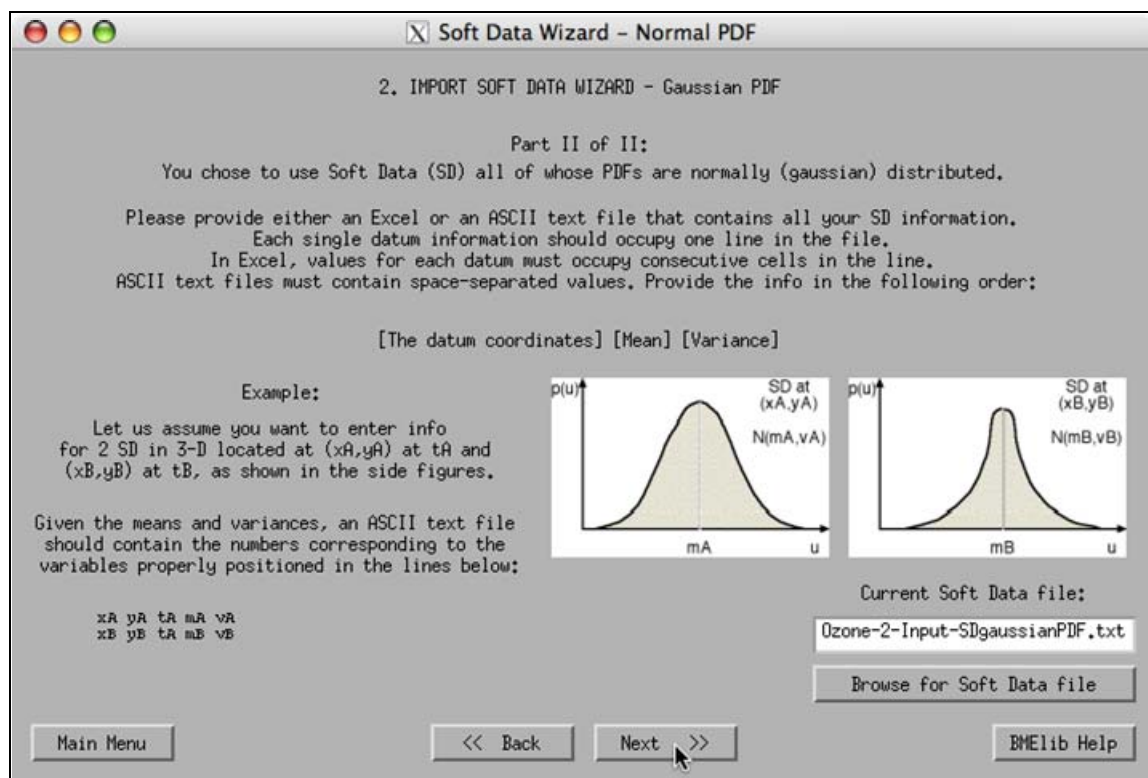 X Soft Data Wizard – Normal PDF
2. IMPORT SOFT DATA WIZARD - Gaussian PDF
Part II of II:
You chose to use Soft Data (SD) all of whose PDFs are normally (gaussian) distributed.
Please provide either an Excel or an ASCII text file that contains all your SD information.
Each single datum information should occupy one line in the file.
In Excel, values for each datum must occupy consecutive cells in the line.
ASCII text files must contain space-separated values. Provide the info in the following order:
[The datum coordinates] [Mean] [Variance]
Example:
Let us assume you want to enter info
for 2 SD in 3-D located at (xA,yA) at tA and
(xB,yB) at tB, as shown in the side figures.
Given the means and variances, an ASCII text file
should contain the numbers corresponding to the
variables properly positioned in the lines below:
xA yA tA mA vA
xB yB tA mB vB
p(u)
SD at
(xA,yA)
N(mA,vA)
mA
u
p(u)
SD at
(xB,yB)
N(mB,vB)
mB
u
Current Soft Data file:
Ozone-2-Input-SDgaussianPDF.txt
Browse for Soft Data file
Main Menu
<< Back
Next >>
BMElib Help